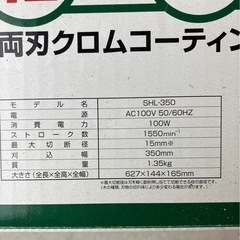 両刃クロムコーティン
モデル名 SHL-350
電源 AC100V 50/60HZ
消費電力 100W
ストローク数 1550min⁻¹
最大切断径 15mm※
刈込幅 350mm
質量 1.35kg
大きさ(全長×全高×全幅) 627×144×165mm